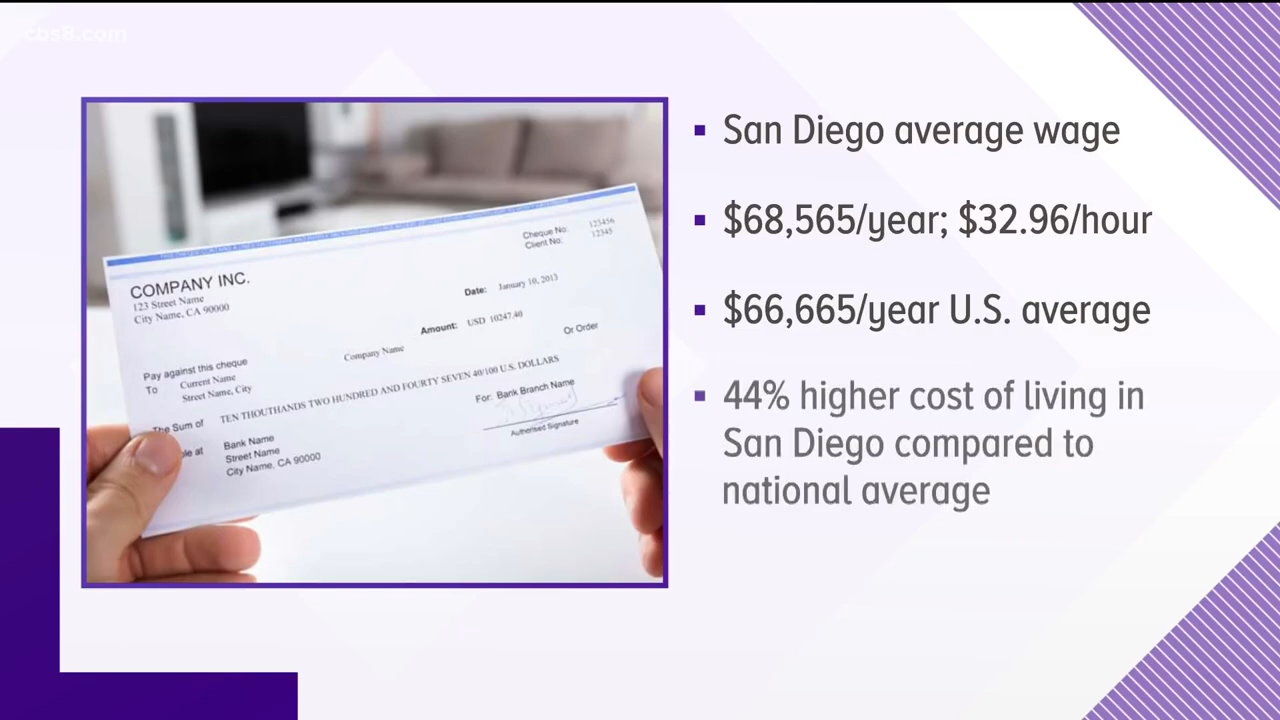 cbs8.com
San Diego average wage
$68,565/year; $32.96/hour
$66,665/year U.S. average
44% higher cost of living in
San Diego compared to
national average
Cheque No: 123456
Client No: 12345
COMPANY INC.
123 Street Name
City Name, CA 90000
Date: January 10, 2013
Amount: USD 10247.40
Or Order
Pay against this cheque
To Current Name
Street Name, City
Company Name
The Sum of TEN THOUTHANDS TWO HUNDRED AND FOURTY SEVEN 40/100 U.S. DOLLARS
For: Bank Branch Name
Authorised Signature
le at Bank Name
Street Name
City Name, CA 90000